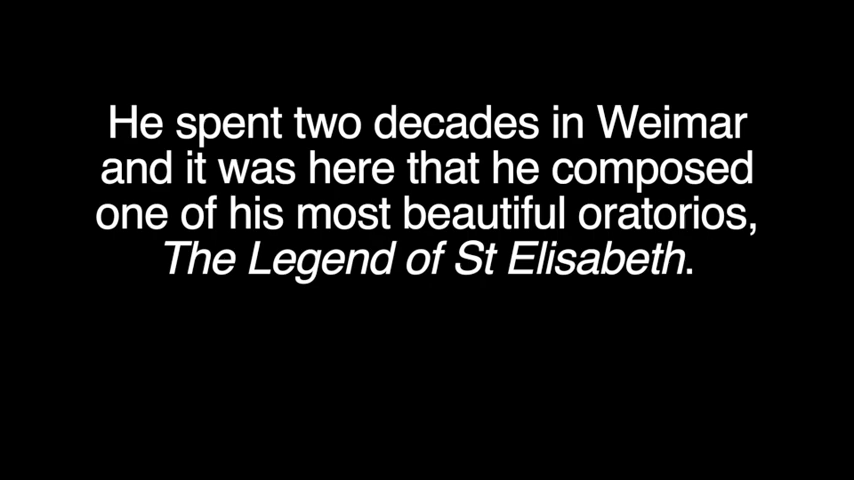 He spent two decades in Weimar
and it was here that he composed
one of his most beautiful oratorios,
The Legend of St Elisabeth.